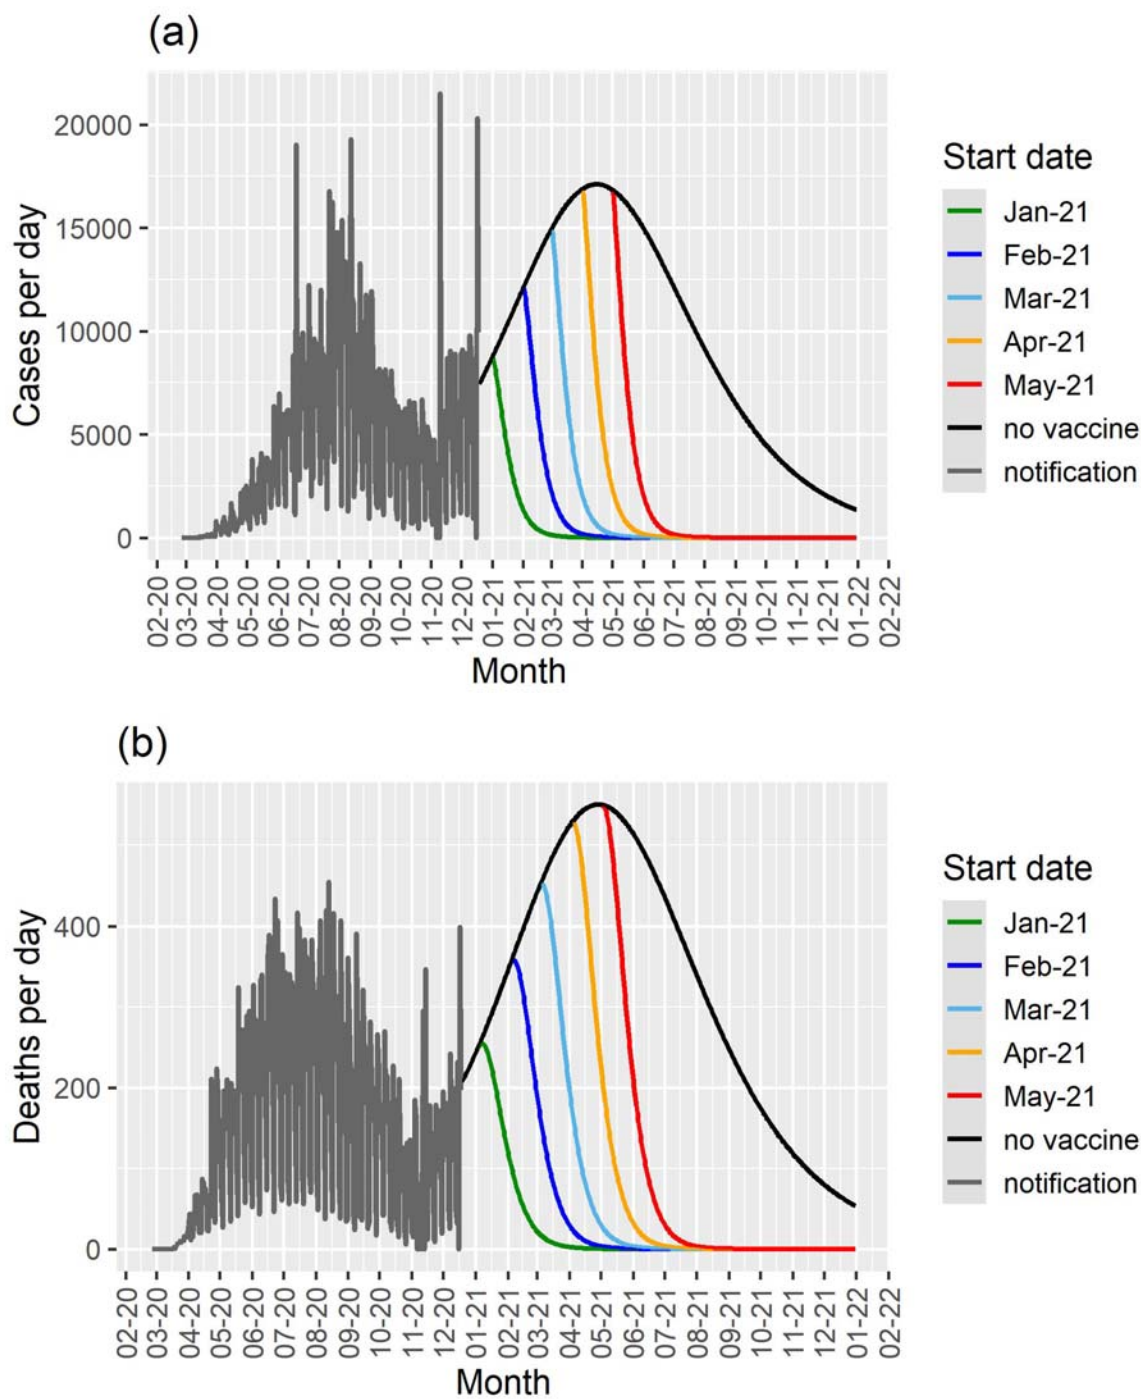 (a)
Cases per day
20000
15000
10000
5000
0
02-20
03-20
04-20
05-20
06-20
07-20
08-20
09-20
10-20
11-20
12-20
01-21
02-21
03-21
04-21
05-21
06-21
07-21
08-21
09-21
10-21
11-21
12-21
01-22
02-22
Month
Start date
Jan-21
Feb-21
Mar-21
Apr-21
May-21
no vaccine
notification
(b)
Deaths per day
400
200
0
02-20
03-20
04-20
05-20
06-20
07-20
08-20
09-20
10-20
11-20
12-20
01-21
02-21
03-21
04-21
05-21
06-21
07-21
08-21
09-21
10-21
11-21
12-21
01-22
02-22
Month
Start date
Jan-21
Feb-21
Mar-21
Apr-21
May-21
no vaccine
notification